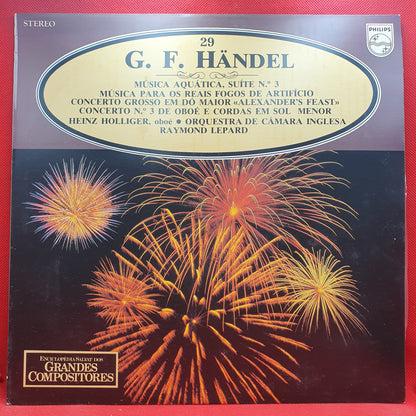 STEREO
PHILIPS
29
G. F. HÄNDEL
MÚSICA AQUÁTICA, SUÍTE N.º 3
MÚSICA PARA OS REAIS FOGOS DE ARTIFÍCIO
CONCERTO GROSSO EM DÓ MAIOR «ALEXANDER'S FEAST»
CONCERTO N.º 3 DE OBOÉ E CORDAS EM SOL MENOR
HEINZ HOLLIGER, oboé • ORQUESTRA DE CÂMARA INGLESA
RAYMOND LEPARD
ENCICLOPÉDIA SALVAT DOS
GRANDES
COMPOSITORES